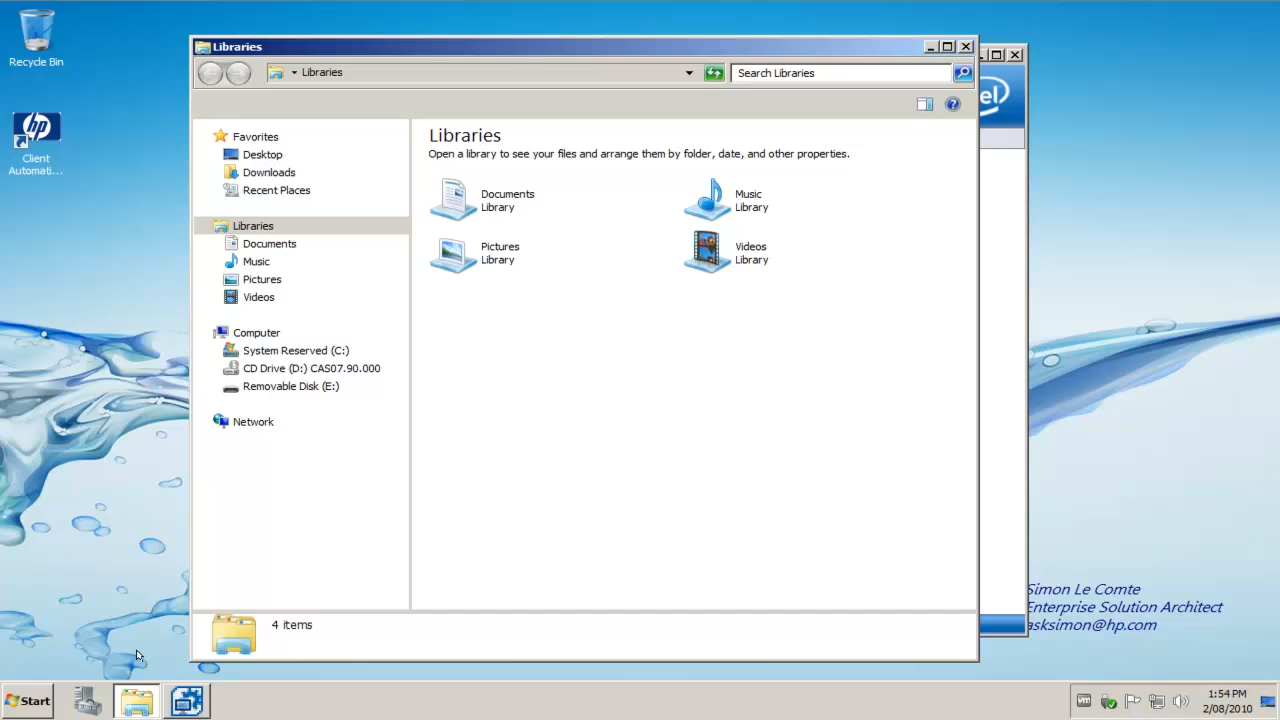 Recycle Bin
hp
Client
Automati...
Libraries
Libraries
Search Libraries
Favorites
Desktop
Downloads
Recent Places
Libraries
Documents
Music
Pictures
Videos
Computer
System Reserved (C:)
CD Drive (D:) CAS07.90.000
Removable Disk (E:)
Network
Libraries
Open a library to see your files and arrange them by folder, date, and other properties.
Documents
Library
Music
Library
Pictures
Library
Videos
Library
4 items
el
Simon Le Comte
Enterprise Solution Architect
asksimon@hp.com
Start
1:54 PM
2/08/2010